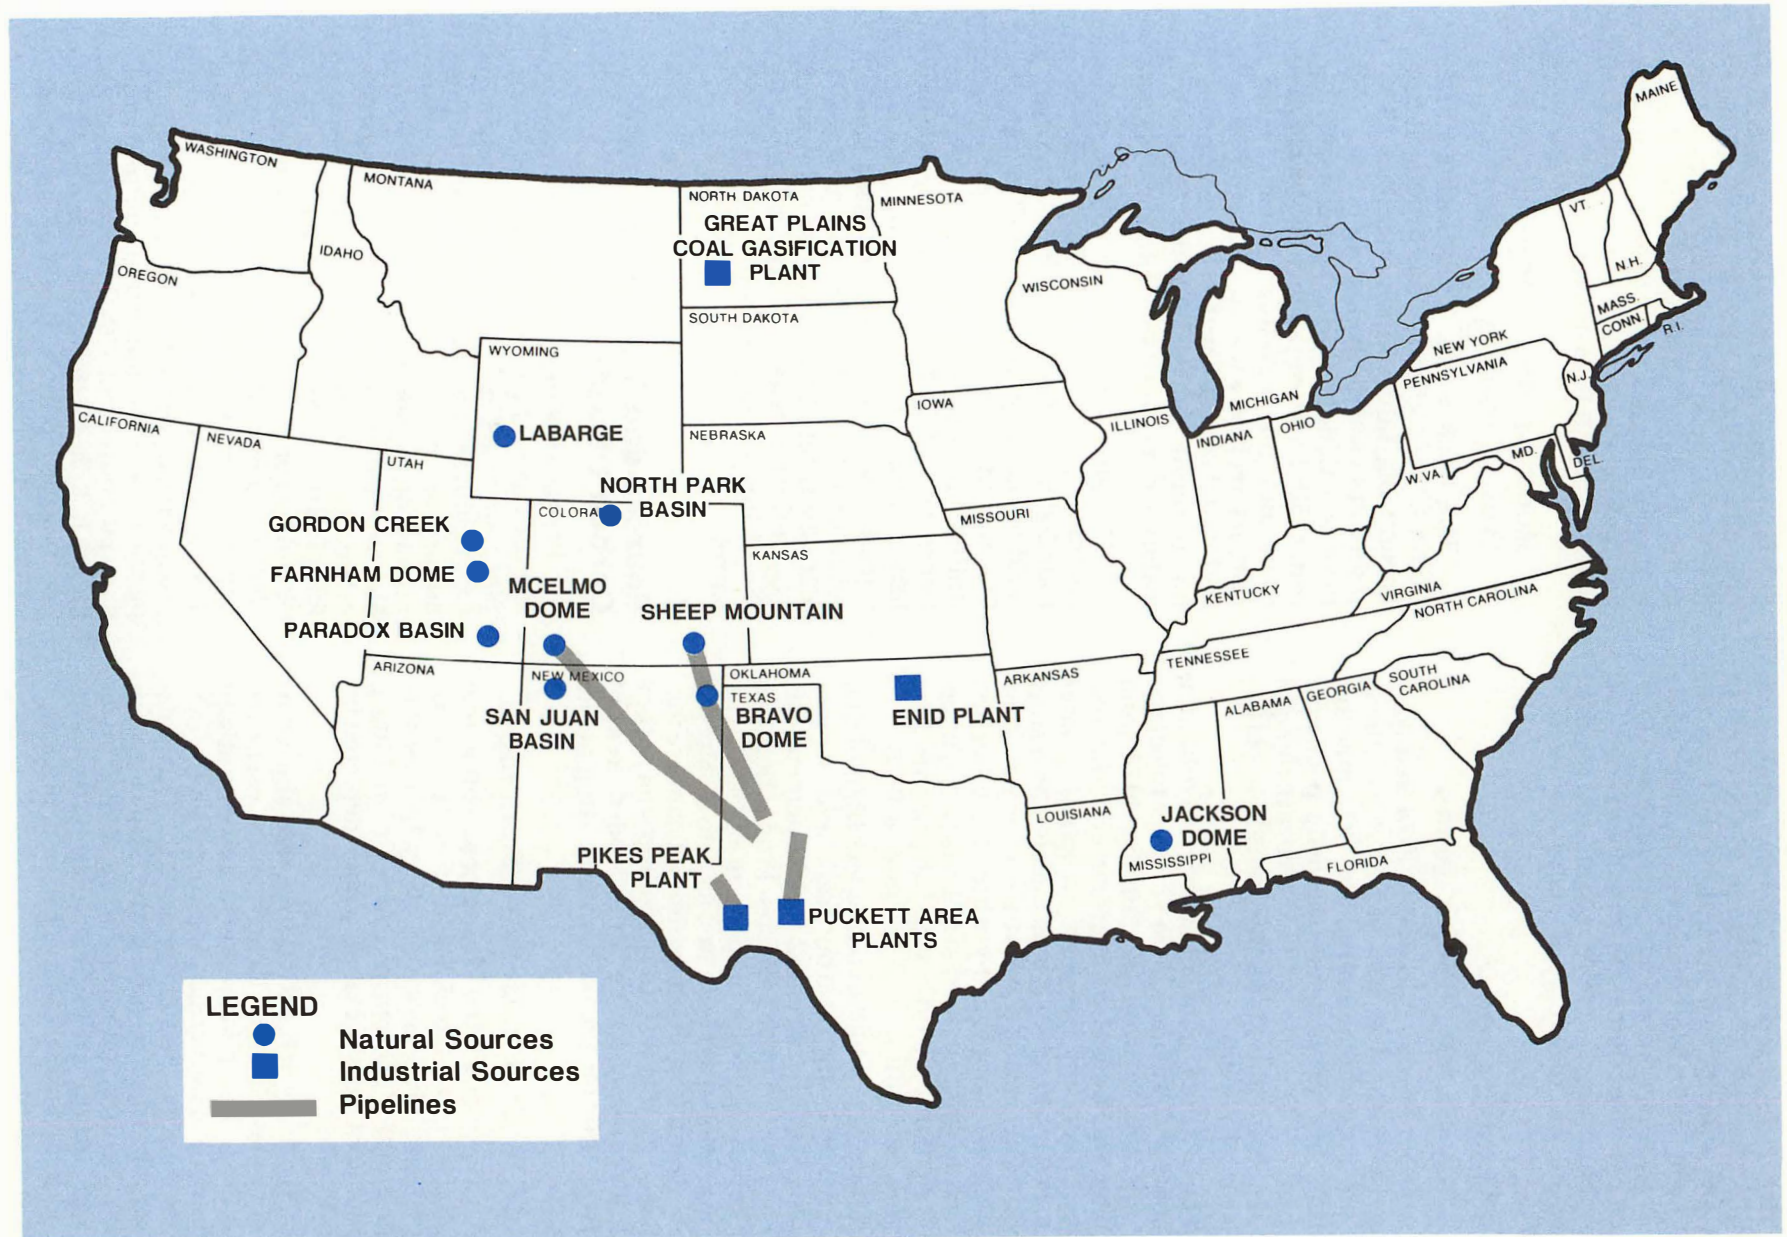 WASHINGTON
MONTANA
NORTH DAKOTA
MINNESOTA
MAINE
GREAT PLAINS
COAL GASIFICATION
PLANT
IDAHO
OREGON
WISCONSIN
VT.
N.H.
MASS.
CONN.
R.I.
SOUTH DAKOTA
WYOMING
NEW YORK
PENNSYLVANIA
N.J.
MICHIGAN
IOWA
CALIFORNIA
NEVADA
UTAH
LABARGE
NEBRASKA
ILLINOIS
INDIANA
OHIO
W.VA
MD.
DEL.
NORTH PARK
BASIN
COLORA
MISSOURI
GORDON CREEK
FARNHAM DOME
KANSAS
MCELMO
DOME
SHEEP MOUNTAIN
KENTUCKY
VIRGINIA
NORTH CAROLINA
PARADOX BASIN
ARIZONA
NEW MEXICO
OKLAHOMA
ARKANSAS
TENNESSEE
SOUTH
CAROLINA
TEXAS
BRAVO
DOME
SAN JUAN
BASIN
ENID PLANT
ALABAMA
GEORGIA
LOUISIANA
JACKSON
DOME
MISSISSIPPI
FLORIDA
PIKES PEAK
PLANT
PUCKETT AREA
PLANTS
LEGEND
Natural Sources
Industrial Sources
Pipelines